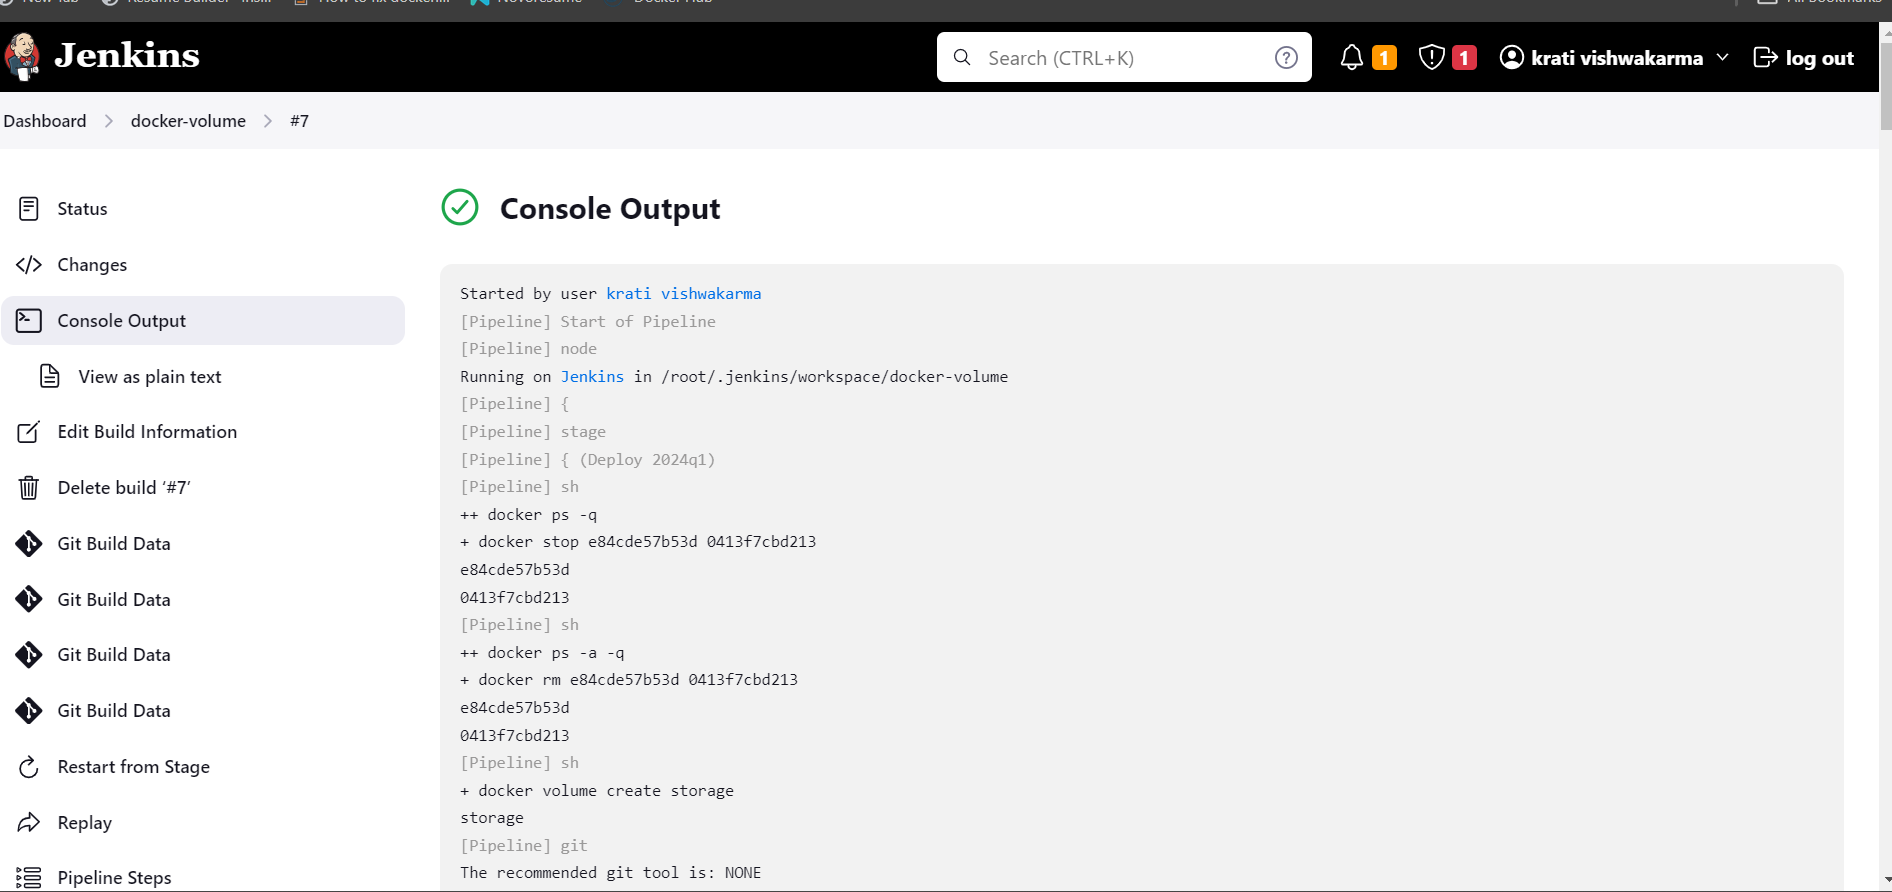 Jenkins
Search (CTRL+K)
1
1
krati vishwakarma
log out
Dashboard
docker-volume
#7
Status
Changes
Console Output
View as plain text
Edit Build Information
Delete build ‘#7’
Git Build Data
Git Build Data
Git Build Data
Git Build Data
Restart from Stage
Replay
Pipeline Steps
Console Output
Started by user krati vishwakarma
[Pipeline] Start of Pipeline
[Pipeline] node
Running on Jenkins in /root/.jenkins/workspace/docker-volume
[Pipeline] {
[Pipeline] stage
[Pipeline] { (Deploy 2024q1)
[Pipeline] sh
++ docker ps -q
+ docker stop e84cde57b53d 0413f7cbd213
e84cde57b53d
0413f7cbd213
[Pipeline] sh
++ docker ps -a -q
+ docker rm e84cde57b53d 0413f7cbd213
e84cde57b53d
0413f7cbd213
[Pipeline] sh
+ docker volume create storage
storage
[Pipeline] git
The recommended git tool is: NONE